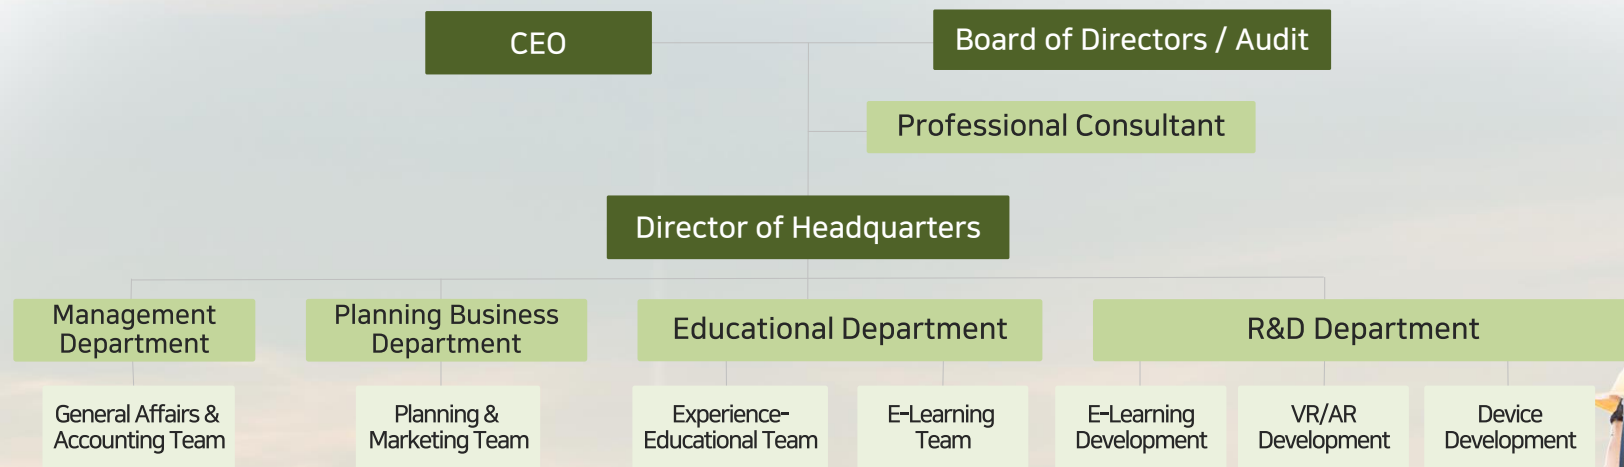 CEO
Board of Directors / Audit
Professional Consultant
Director of Headquarters
Management
Department
Planning Business
Department
Educational Department
R&D Department
General Affairs &
Accounting Team
Planning &
Marketing Team
Experience-
Educational Team
E-Learning
Team
E-Learning
Development
VR/AR
Development
Device
Development